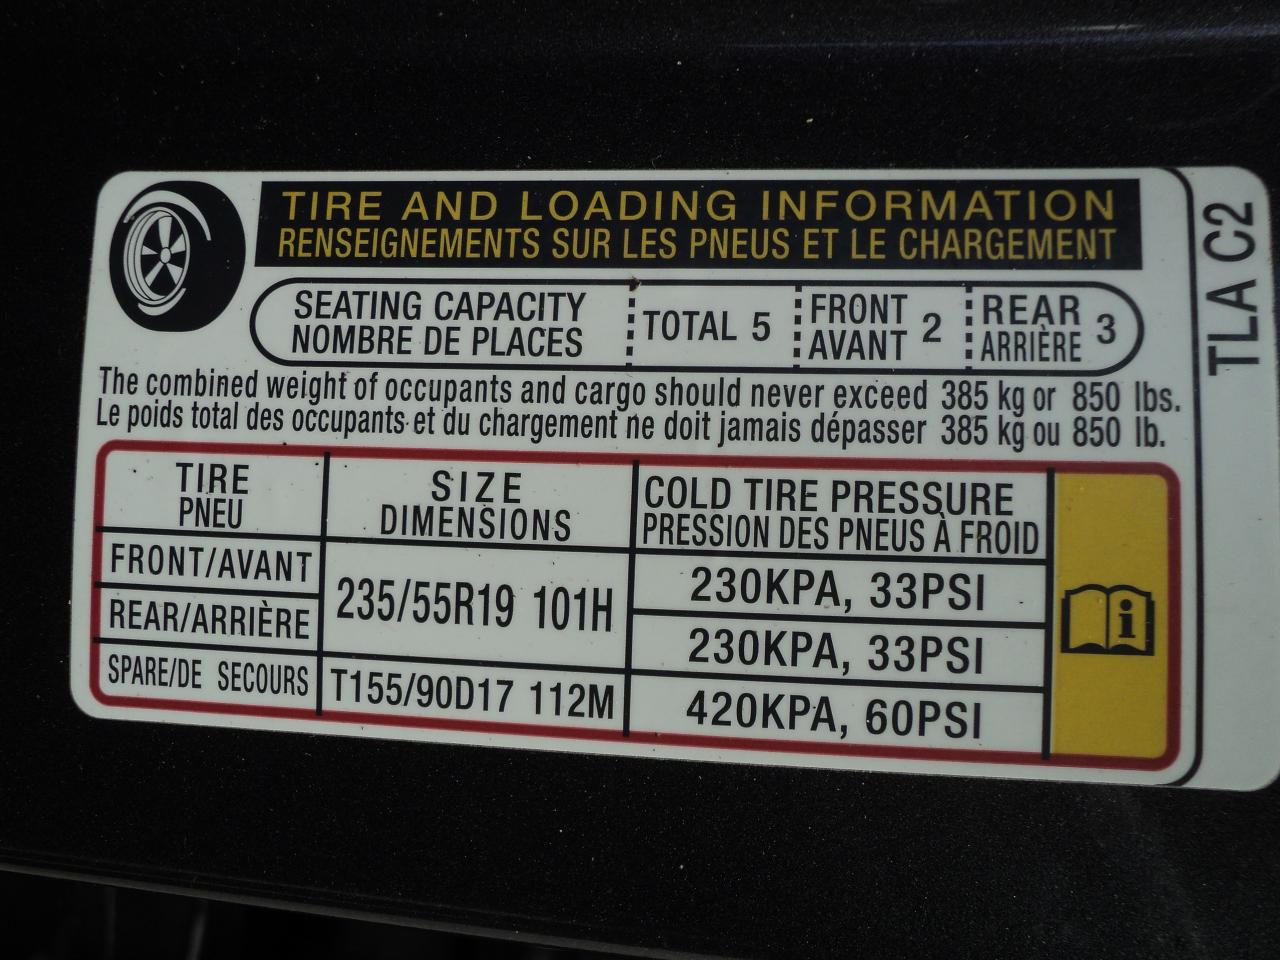 TIRE AND LOADING INFORMATION
RENSEIGNEMENTS SUR LES PNEUS ET LE CHARGEMENT
SEATING CAPACITY
NOMBRE DE PLACES
TOTAL 5
FRONT
AVANT
2
REAR
ARRIÈRE
3
The combined weight of occupants and cargo should never exceed 385 kg or 850 lbs.
Le poids total des occupants et du chargement ne doit jamais dépasser 385 kg ou 850 lb.
TIRE
PNEU
SIZE
DIMENSIONS
COLD TIRE PRESSURE
PRESSION DES PNEUS À FROID
FRONT/AVANT
235/55R19 101H
230KPA, 33PSI
REAR/ARRIÈRE
230KPA, 33PSI
SPARE/DE SECOURS
T155/90D17 112M
420KPA, 60PSI
i
TLA C2